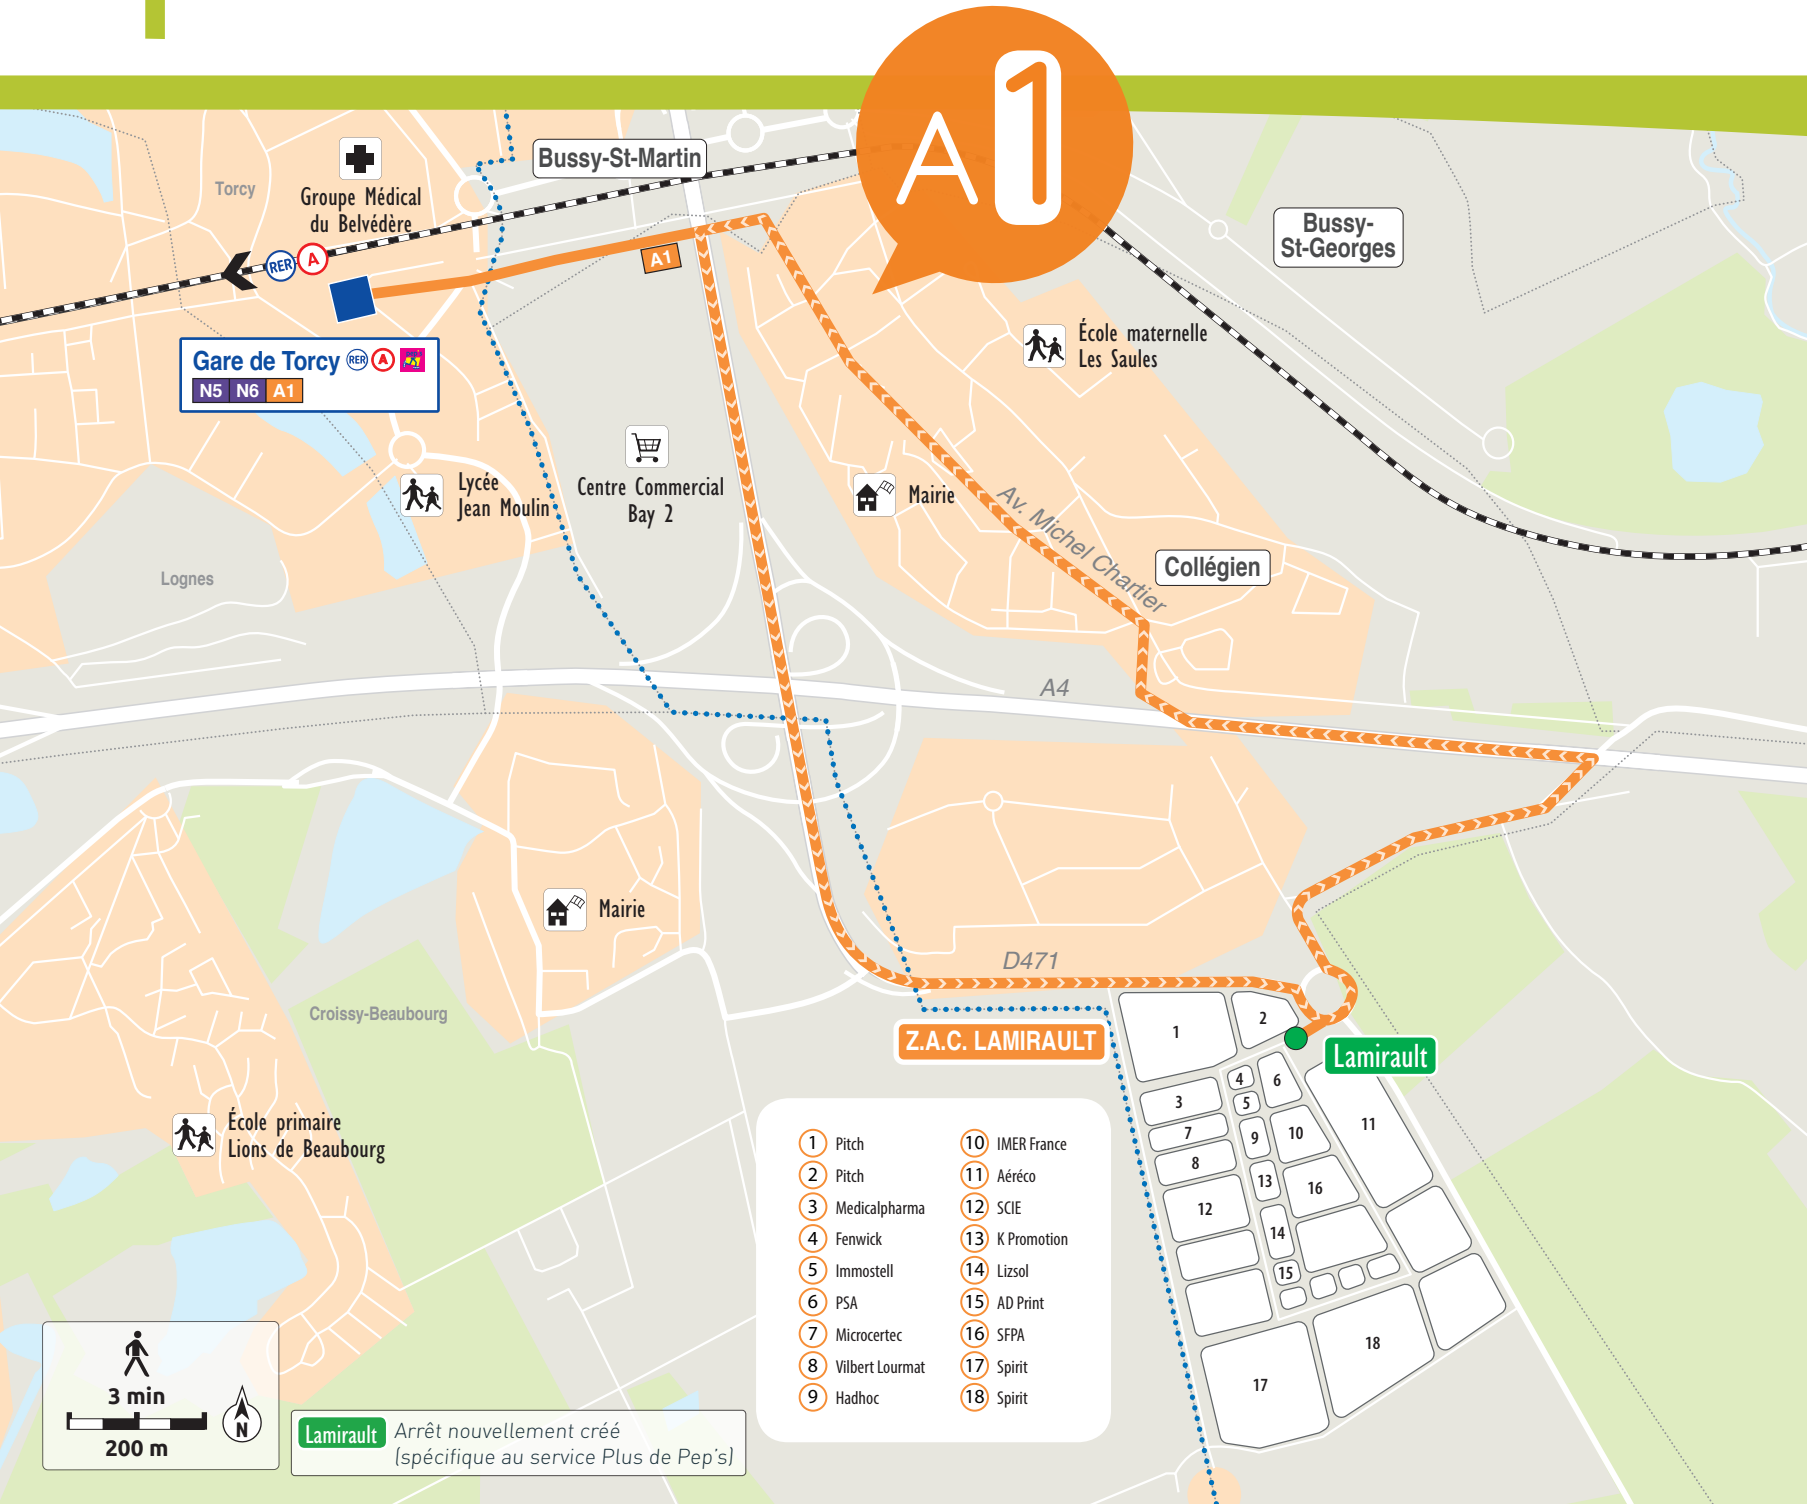 A1
Bussy-St-Martin
Torcy
Groupe Médical
du Belvédère
RER A
A1
Bussy-
St-Georges
École maternelle
Les Saules
Gare de Torcy RER A
N5 N6 A1
Lycée
Jean Moulin
Centre Commercial
Bay 2
Mairie
Av. Michel Chartier
Collégien
Lognes
A4
Mairie
D471
Croissy-Beaubourg
Z.A.C. LAMIRAULT
Lamirault
École primaire
Lions de Beaubourg
1
2
3
4
5
6
7
8
9
10
11
12
13
14
15
16
17
18
1 Pitch
2 Pitch
3 Medicalpharma
4 Fenwick
5 Immostell
6 PSA
7 Microcertec
8 Vilbert Lourmat
9 Hadhoc
10 IMER France
11 Aéréco
12 SCIE
13 K Promotion
14 Lizsol
15 AD Print
16 SFPA
17 Spirit
18 Spirit
3 min
200 m
N
Lamirault Arrêt nouvellement créé
(spécifique au service Plus de Pep's)